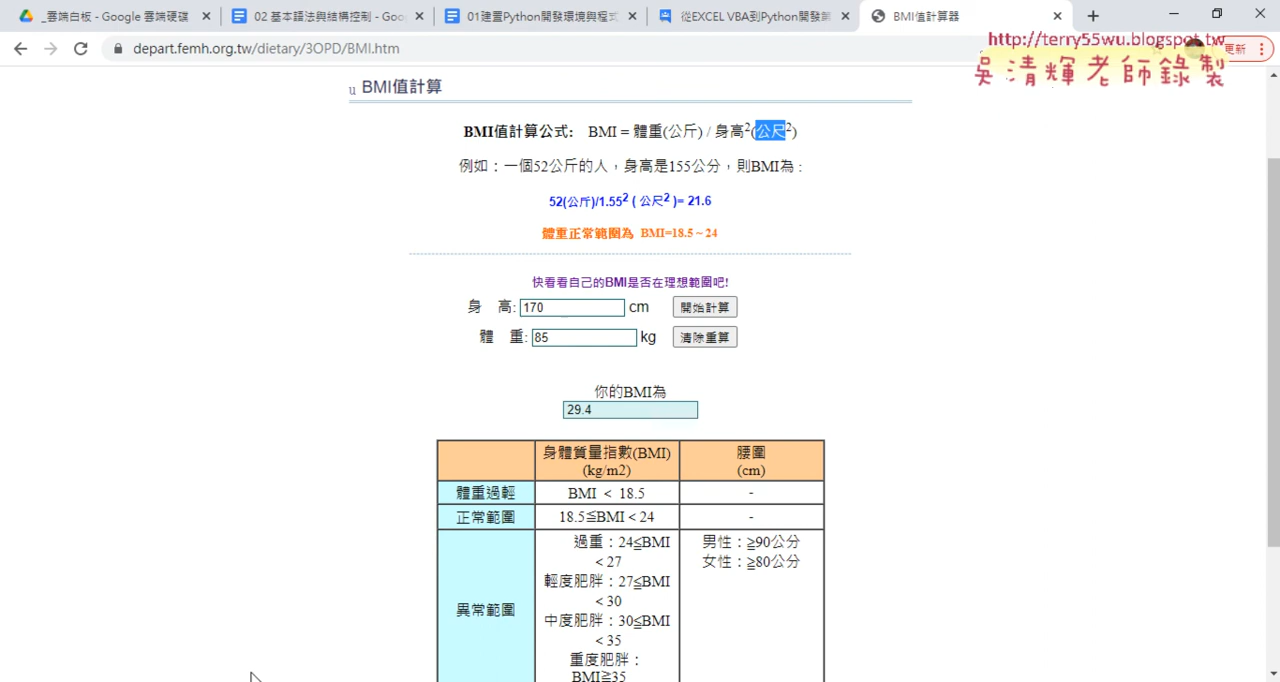 _雲端白板 - Google 雲端硬碟
02 基本語法與結構控制 - Goo
01建置Python開發環境與程式
從EXCEL VBA到Python開發
BMI值計算器
depart.femh.org.tw/dietary/3OPD/BMI.htm
更新
http://terry55wu.blogspot.tw
吳清輝老師錄製
u BMI值計算
BMI值計算公式: BMI = 體重(公斤) / 身高²(公尺²)
例如：一個52公斤的人，身高是155公分，則BMI為 :
52(公斤)/1.55² ( 公尺² )= 21.6
體重正常範圍為 BMI=18.5 ~ 24
快看看自己的BMI是否在理想範圍吧!
身 高: 170 cm 開始計算
體 重: 85 kg 清除重算
你的BMI為
29.4
身體質量指數(BMI)
(kg/m2)
腰圍
(cm)
體重過輕 BMI < 18.5 -
正常範圍 18.5≦BMI < 24 -
異常範圍
過重：24≦BMI
< 27
輕度肥胖：27≦BMI
< 30
中度肥胖：30≦BMI
< 35
重度肥胖：
BMI≧35
男性：≧90公分
女性：≧80公分